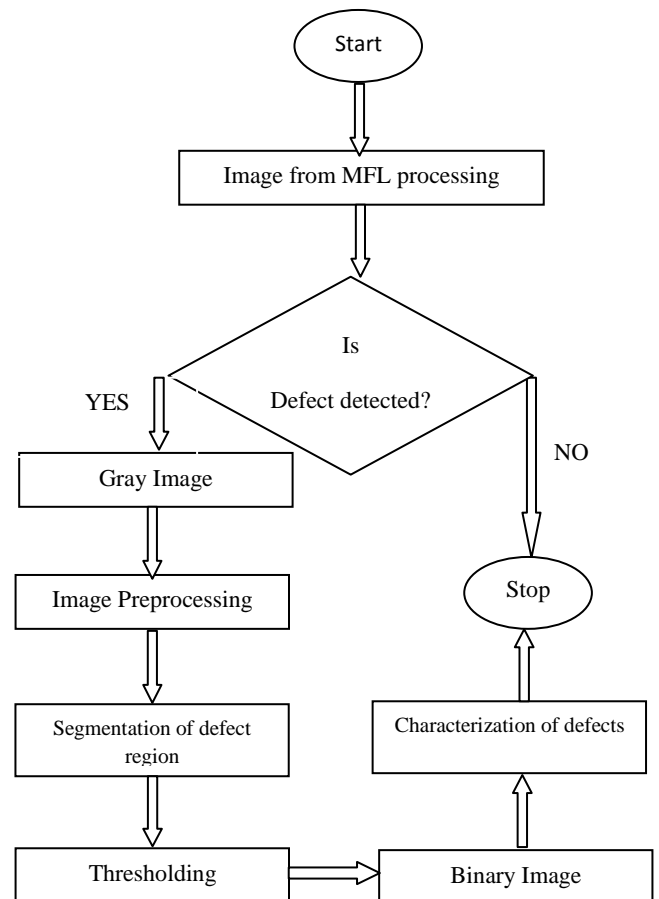 Start
Image from MFL processing
Is
Defect detected?
YES
NO
Gray Image
Image Preprocessing
Stop
Segmentation of defect
region
Characterization of defects
Thresholding
Binary Image